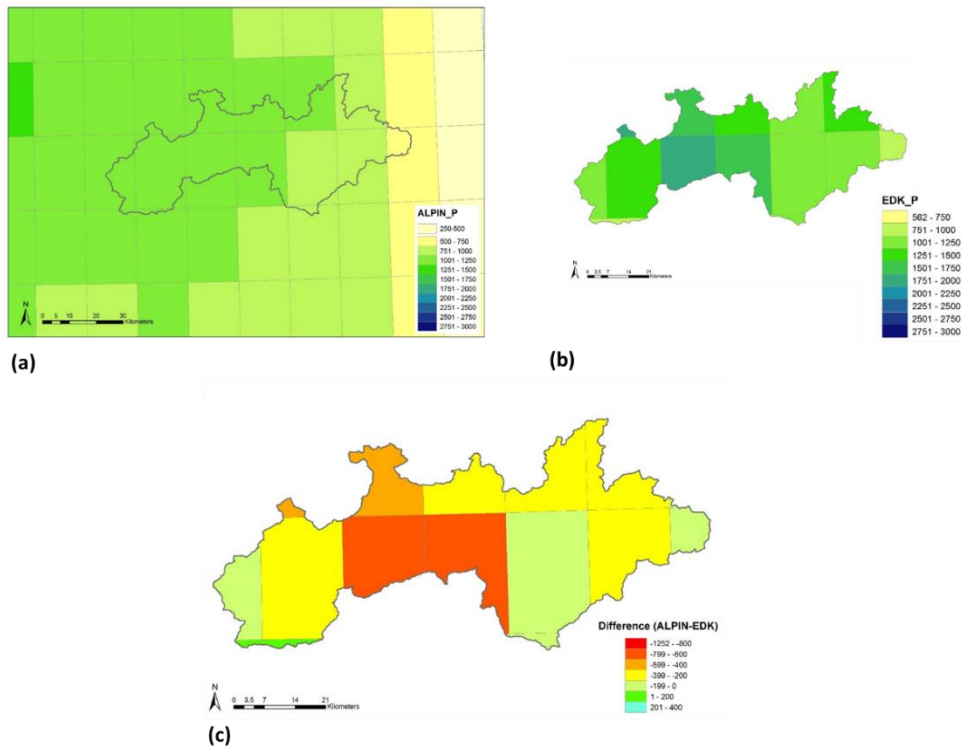 ALPIN_P
250-500
500 - 750
751 - 1000
1001 - 1250
1251 - 1500
1501 - 1750
1751 - 2000
2001 - 2250
2251 - 2500
2501 - 2750
2751 - 3000
N
0 5 10 20 30
Kilometers
(a)
EDK_P
562 - 750
751 - 1000
1001 - 1250
1251 - 1500
1501 - 1750
1751 - 2000
2001 - 2250
2251 - 2500
2501 - 2750
2751 - 3000
N
0 3.5 7 14 21
Kilometers
(b)
Difference (ALPIN-EDK)
-1252 - -800
-799 - -600
-599 - -400
-399 - -200
-199 - 0
1 - 200
201 - 400
N
0 3.5 7 14 21
Kilometers
(c)